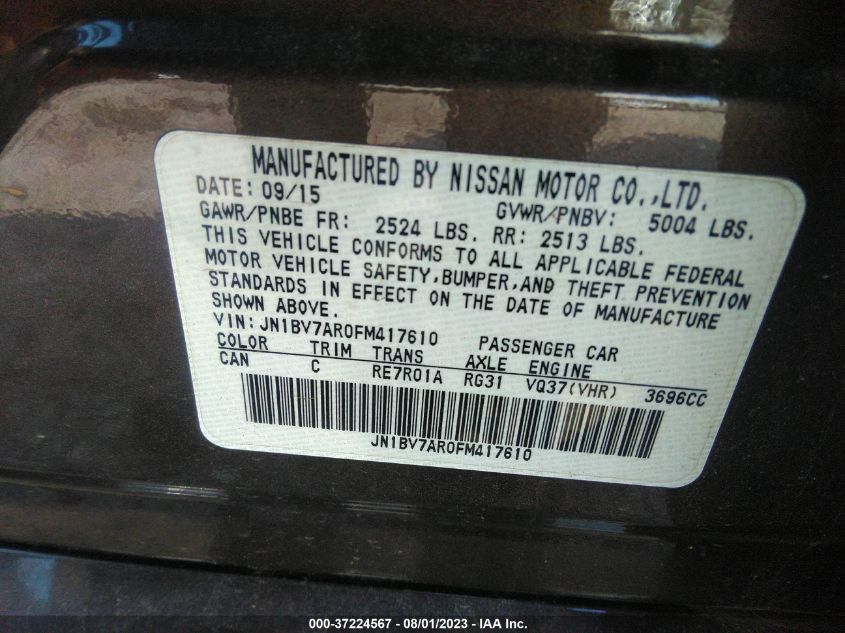 MANUFACTURED BY NISSAN MOTOR CO.,LTD.
DATE: 09/15 GVWR/PNBV: 5004 LBS.
GAWR/PNBE FR: 2524 LBS. RR: 2513 LBS.
THIS VEHICLE CONFORMS TO ALL APPLICABLE FEDERAL
MOTOR VEHICLE SAFETY,BUMPER,AND THEFT PREVENTION
STANDARDS IN EFFECT ON THE DATE OF MANUFACTURE
SHOWN ABOVE.
VIN:JN1BV7AR0FM417610 PASSENGER CAR
COLOR TRIM TRANS AXLE ENGINE
CAN C RE7R01A RG31 VQ37(VHR) 3696CC
JN1BV7AR0FM417610
000-37224567 - 08/01/2023 - IAA Inc.